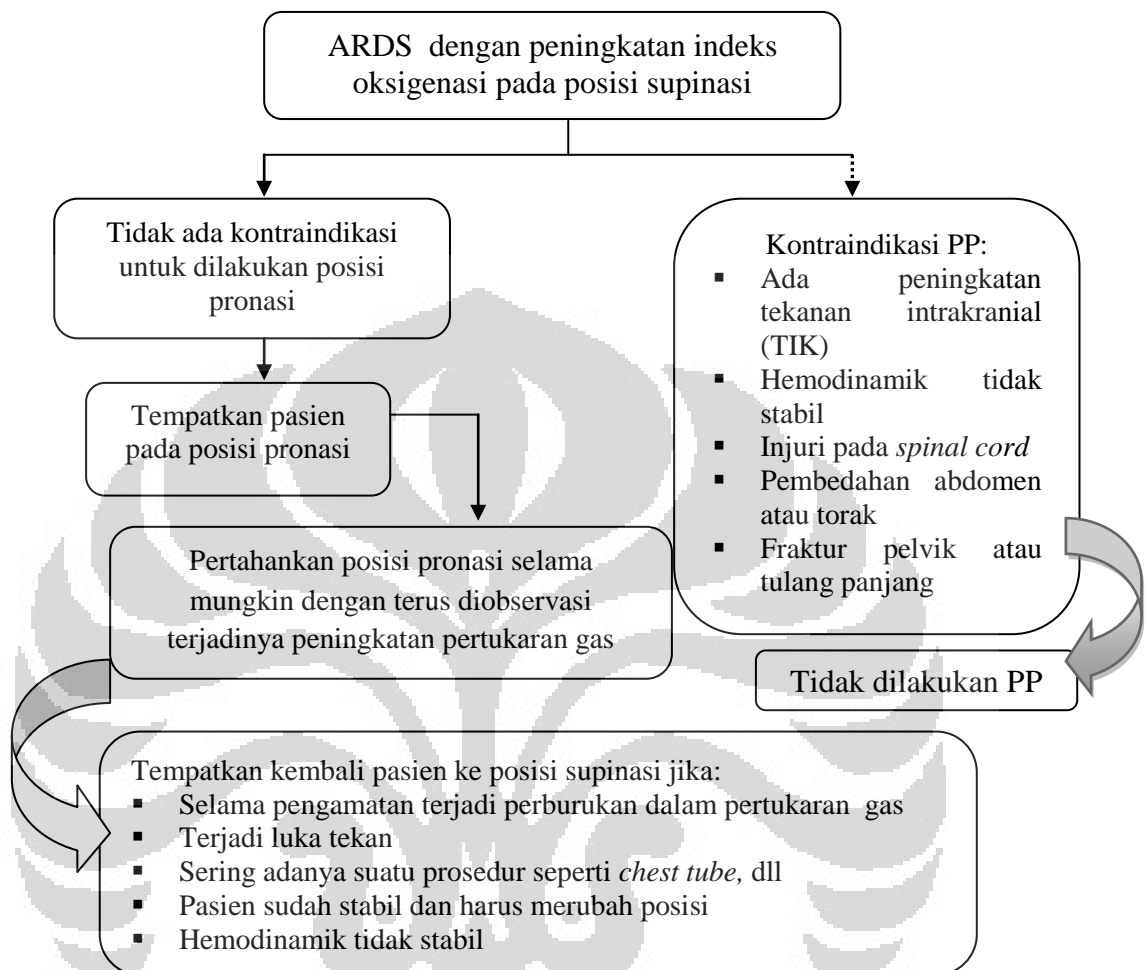 ARDS dengan peningkatan indeks
oksigenasi pada posisi supinasi
Tidak ada kontraindikasi
untuk dilakukan posisi
pronasi
Kontraindikasi PP:
▪ Ada peningkatan
tekanan intrakranial
(TIK)
▪ Hemodinamik tidak
stabil
▪ Injuri pada spinal cord
▪ Pembedahan abdomen
atau torak
▪ Fraktur pelvik atau
tulang panjang
Tempatkan pasien
pada posisi pronasi
Pertahankan posisi pronasi selama
mungkin dengan terus diobservasi
terjadinya peningkatan pertukaran gas
Tidak dilakukan PP
Tempatkan kembali pasien ke posisi supinasi jika:
▪ Selama pengamatan terjadi perburukan dalam pertukaran gas
▪ Terjadi luka tekan
▪ Sering adanya suatu prosedur seperti chest tube, dll
▪ Pasien sudah stabil dan harus merubah posisi
▪ Hemodinamik tidak stabil